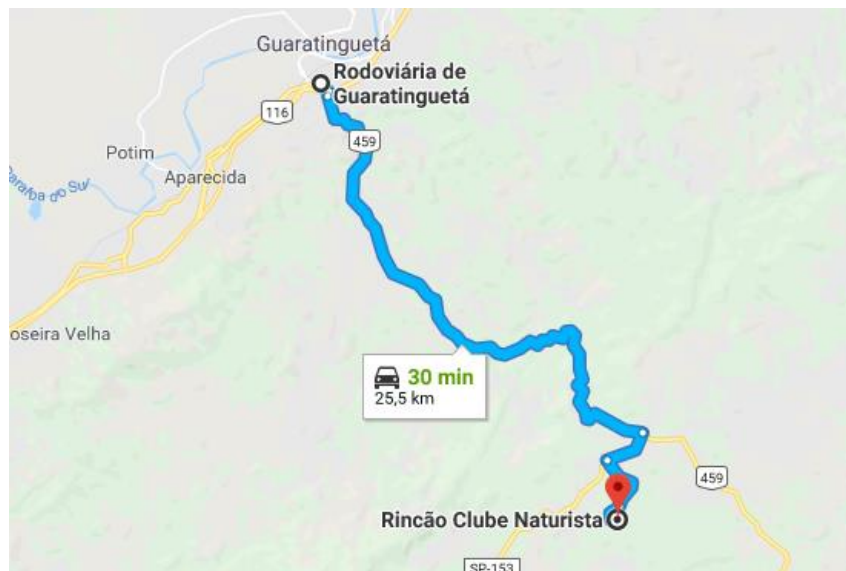 Guaratinguetá
Rodoviária de
Guaratinguetá
116
459
Potim
Aparecida
Paraíba do Sul
oseira Velha
30 min
25,5 km
459
Rincão Clube Naturista
SP-153